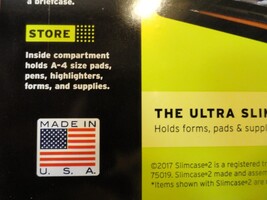 a briefcase.
STORE
Inside compartment
holds A-4 size pads,
pens, highlighters,
forms, and supplies.
MADE IN
U. S. A.
THE ULTRA SLI
Holds forms, pads & suppl
©2017 Slimcase•2 is a registered t
75019. Slimcase•2 made and assem
*Items shown with Slimcase•2 are